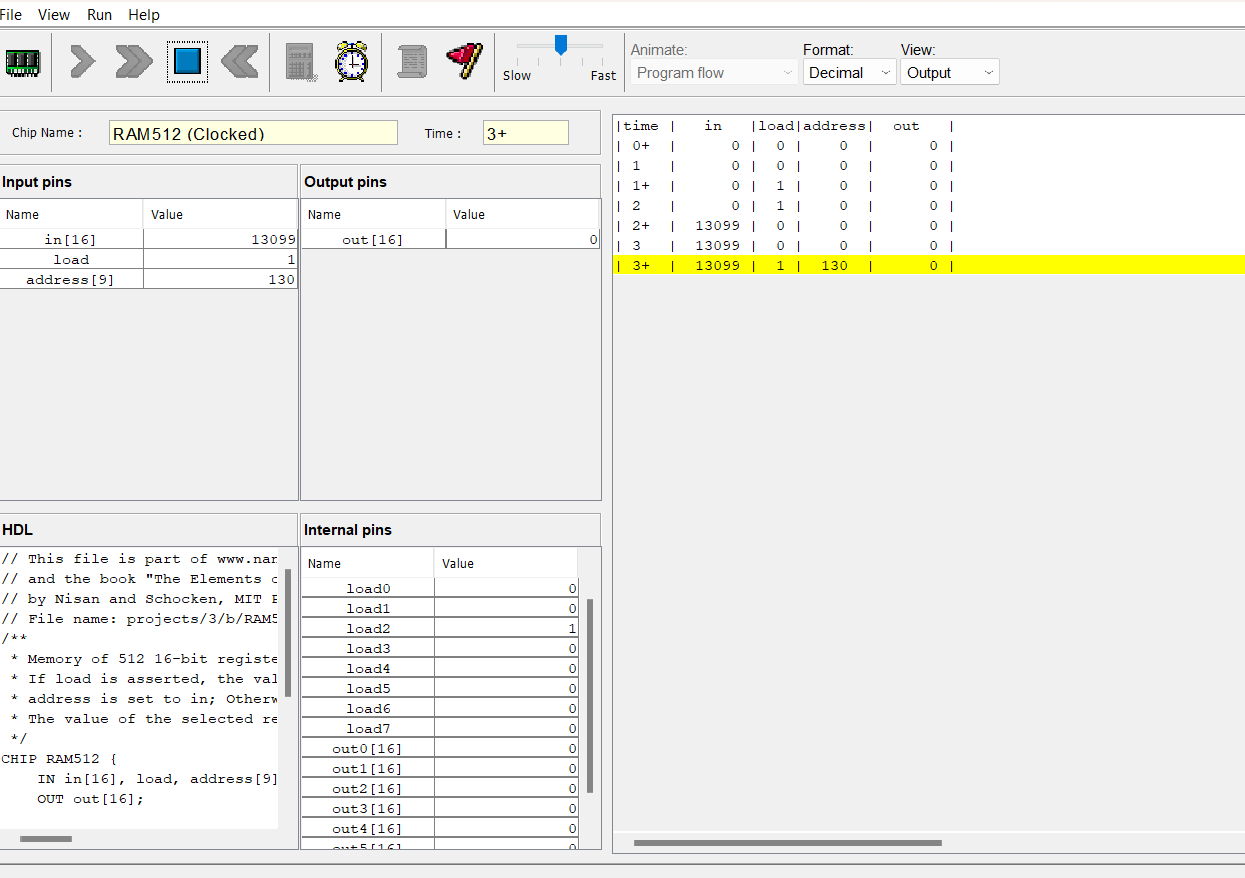 File View Run Help
Slow Fast
Animate: Format: View:
Program flow Decimal Output
Chip Name : RAM512 (Clocked) Time : 3+
Input pins
Name Value
in[16] 13099
load 1
address[9] 130
Output pins
Name Value
out[16] 0
HDL
// This file is part of www.nan
// and the book "The Elements o
// by Nisan and Schocken, MIT P
// File name: projects/3/b/RAM5
/**
* Memory of 512 16-bit registe
* If load is asserted, the val
* address is set to in; Otherw
* The value of the selected re
*/
CHIP RAM512 {
IN in[16], load, address[9]
OUT out[16];
Internal pins
Name Value
load0 0
load1 0
load2 1
load3 0
load4 0
load5 0
load6 0
load7 0
out0[16] 0
out1[16] 0
out2[16] 0
out3[16] 0
out4[16] 0
out5[16] 0
|time | in |load|address| out |
| 0+ | 0 | 0 | 0 | 0 |
| 1 | 0 | 0 | 0 | 0 |
| 1+ | 0 | 1 | 0 | 0 |
| 2 | 0 | 1 | 0 | 0 |
| 2+ | 13099 | 0 | 0 | 0 |
| 3 | 13099 | 0 | 0 | 0 |
| 3+ | 13099 | 1 | 130 | 0 |